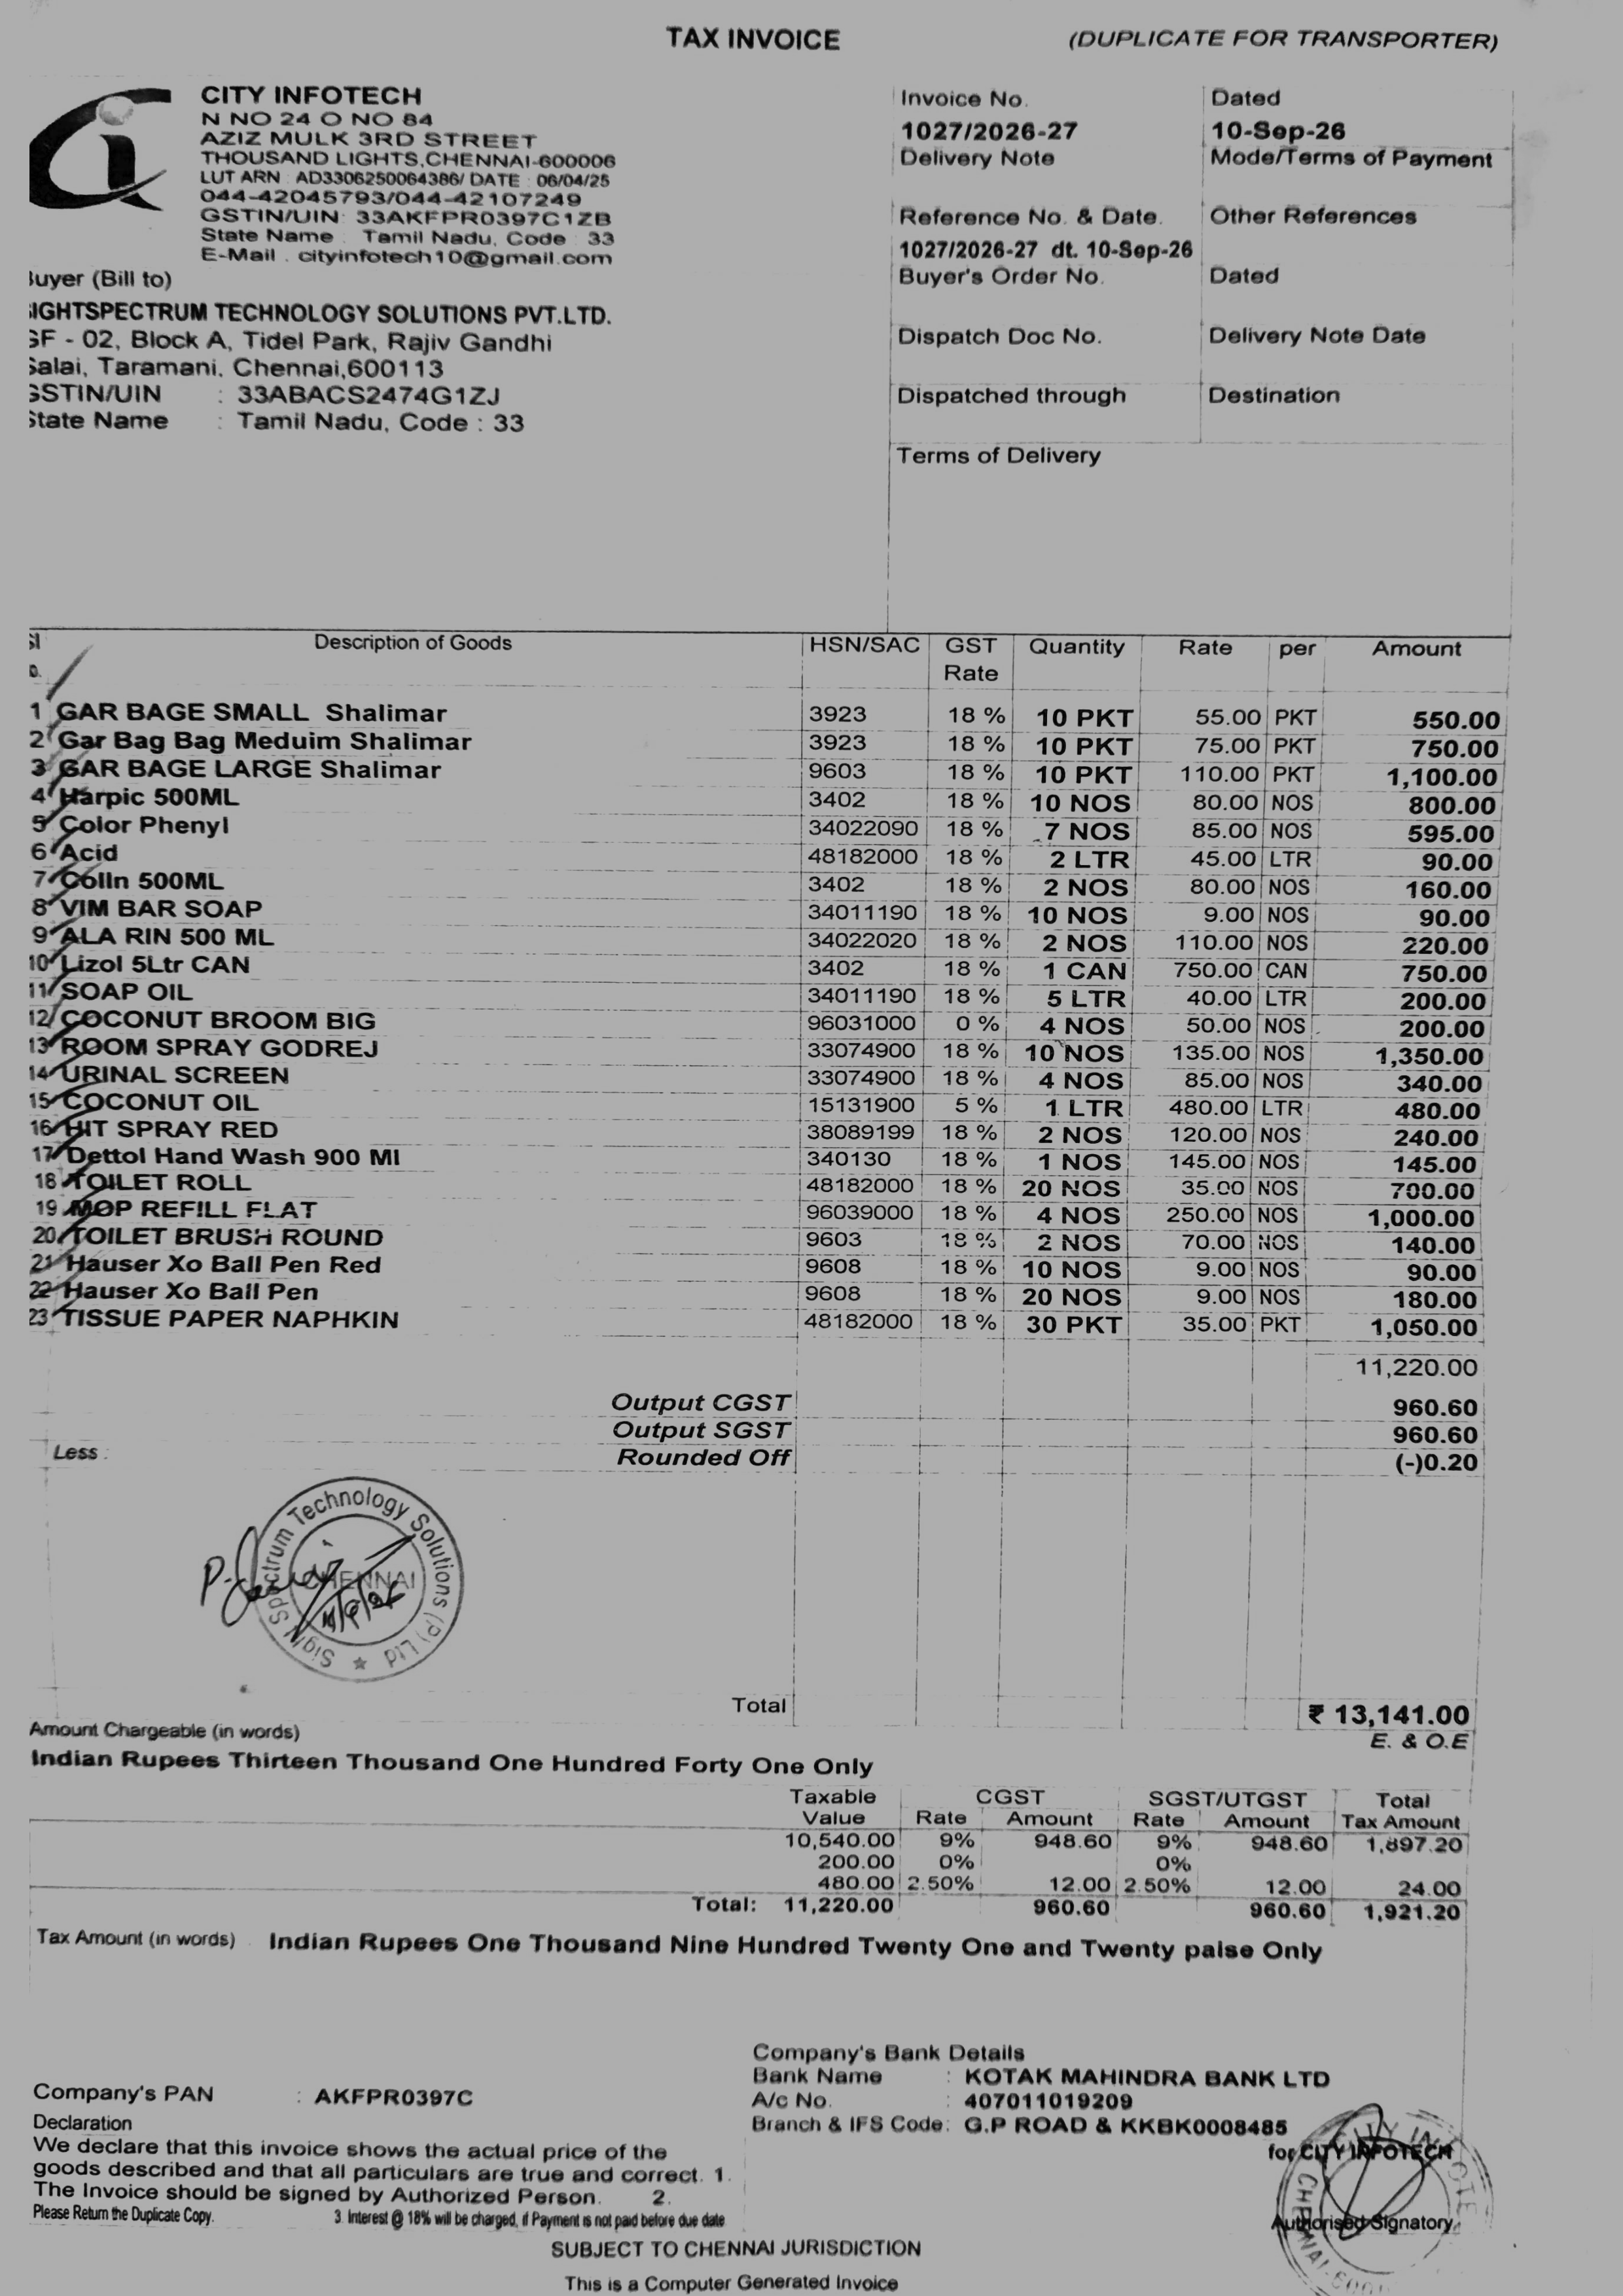 TAX INVOICE (DUPLICATE FOR TRANSPORTER)
CITY INFOTECH
N NO 24 O NO 84
AZIZ MULK 3RD STREET
THOUSAND LIGHTS,CHENNAI-600006
LUT ARN : AD3306250064386/ DATE : 06/04/25
044-42045793/044-42107249
GSTIN/UIN: 33AKFPR0397C1ZB
State Name : Tamil Nadu, Code : 33
E-Mail : cityinfotech10@gmail.com
Invoice No. Dated
1027/2026-27 10-Sep-26
Delivery Note Mode/Terms of Payment
Reference No. & Date. Other References
1027/2026-27 dt. 10-Sep-26
Buyer's Order No. Dated
Dispatch Doc No. Delivery Note Date
Dispatched through Destination
Terms of Delivery
Buyer (Bill to)
IGHTSPECTRUM TECHNOLOGY SOLUTIONS PVT.LTD.
GF - 02, Block A, Tidel Park, Rajiv Gandhi
Salai, Taramani, Chennai,600113
GSTIN/UIN : 33ABACS2474G1ZJ
State Name : Tamil Nadu, Code : 33
Sl Description of Goods HSN/SAC GST Quantity Rate per Amount
o. Rate
1 GAR BAGE SMALL Shalimar 3923 18 % 10 PKT 55.00 PKT 550.00
2 Gar Bag Bag Meduim Shalimar 3923 18 % 10 PKT 75.00 PKT 750.00
3 GAR BAGE LARGE Shalimar 9603 18 % 10 PKT 110.00 PKT 1,100.00
4 Harpic 500ML 3402 18 % 10 NOS 80.00 NOS 800.00
5 Color Phenyl 34022090 18 % 7 NOS 85.00 NOS 595.00
6 Acid 48182000 18 % 2 LTR 45.00 LTR 90.00
7 Colin 500ML 3402 18 % 2 NOS 80.00 NOS 160.00
8 VIM BAR SOAP 34011190 18 % 10 NOS 9.00 NOS 90.00
9 ALA RIN 500 ML 34022020 18 % 2 NOS 110.00 NOS 220.00
10 Lizol 5Ltr CAN 3402 18 % 1 CAN 750.00 CAN 750.00
11 SOAP OIL 34011190 18 % 5 LTR 40.00 LTR 200.00
12 COCONUT BROOM BIG 96031000 0 % 4 NOS 50.00 NOS 200.00
13 ROOM SPRAY GODREJ 33074900 18 % 10 NOS 135.00 NOS 1,350.00
14 URINAL SCREEN 33074900 18 % 4 NOS 85.00 NOS 340.00
15 COCONUT OIL 15131900 5 % 1 LTR 480.00 LTR 480.00
16 HIT SPRAY RED 38089199 18 % 2 NOS 120.00 NOS 240.00
17 Dettol Hand Wash 900 Ml 340130 18 % 1 NOS 145.00 NOS 145.00
18 TOILET ROLL 48182000 18 % 20 NOS 35.00 NOS 700.00
19 MOP REFILL FLAT 96039000 18 % 4 NOS 250.00 NOS 1,000.00
20 TOILET BRUSH ROUND 9603 18 % 2 NOS 70.00 NOS 140.00
21 Hauser Xo Ball Pen Red 9608 18 % 10 NOS 9.00 NOS 90.00
22 Hauser Xo Ball Pen 9608 18 % 20 NOS 9.00 NOS 180.00
23 TISSUE PAPER NAPHKIN 48182000 18 % 30 PKT 35.00 PKT 1,050.00
11,220.00
Output CGST 960.60
Output SGST 960.60
Less : Rounded Off (-)0.20
Sight Spectrum Technology Solutions (P) Ltd
CHENNAI
Total ₹ 13,141.00
Amount Chargeable (in words) E. & O.E
Indian Rupees Thirteen Thousand One Hundred Forty One Only
Taxable CGST SGST/UTGST Total
Value Rate Amount Rate Amount Tax Amount
10,540.00 9% 948.60 9% 948.60 1,897.20
200.00 0% 0%
480.00 2.50% 12.00 2.50% 12.00 24.00
Total: 11,220.00 960.60 960.60 1,921.20
Tax Amount (in words) Indian Rupees One Thousand Nine Hundred Twenty One and Twenty paise Only
Company's Bank Details
Bank Name : KOTAK MAHINDRA BANK LTD
A/c No. : 407011019209
Branch & IFS Code: G.P ROAD & KKBK0008485
Company's PAN : AKFPR0397C
Declaration
We declare that this invoice shows the actual price of the
goods described and that all particulars are true and correct. 1.
The Invoice should be signed by Authorized Person. 2.
Please Return the Duplicate Copy. 3. Interest @ 18% will be charged, if Payment is not paid before due date
for CITY INFOTECH
Authorised Signatory
SUBJECT TO CHENNAI JURISDICTION
This is a Computer Generated Invoice